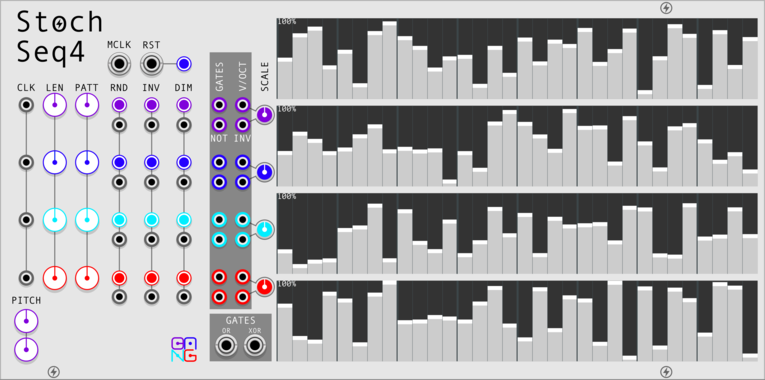 Stoch
Seq4
MCLK RST
CLK LEN PATT RND INV DIM
GATES V/OCT SCALE
NOT INV
PITCH
GATES
OR XOR
CANG
100%
100%
100%
100%